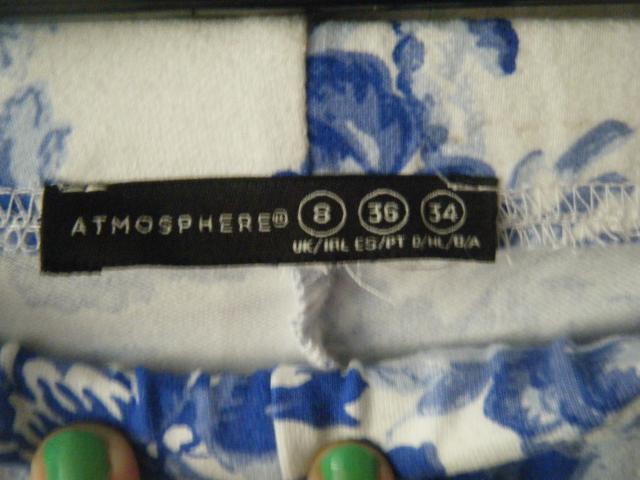 ATMOSPHERE® 8 36 34
UK/IRL ES/PT D/NL/B/A